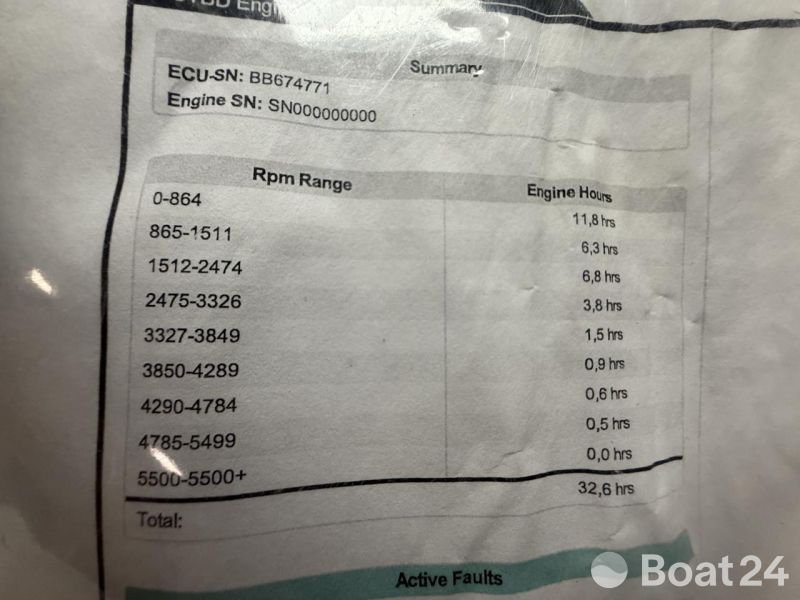 STBD Engi
Summary
ECU-SN: BB674771
Engine SN: SN000000000
Rpm Range Engine Hours
0-864 11,8 hrs
865-1511 6,3 hrs
1512-2474 6,8 hrs
2475-3326 3,8 hrs
3327-3849 1,5 hrs
3850-4289 0,9 hrs
4290-4784 0,6 hrs
4785-5499 0,5 hrs
5500-5500+ 0,0 hrs
Total: 32,6 hrs
Active Faults
Boat24